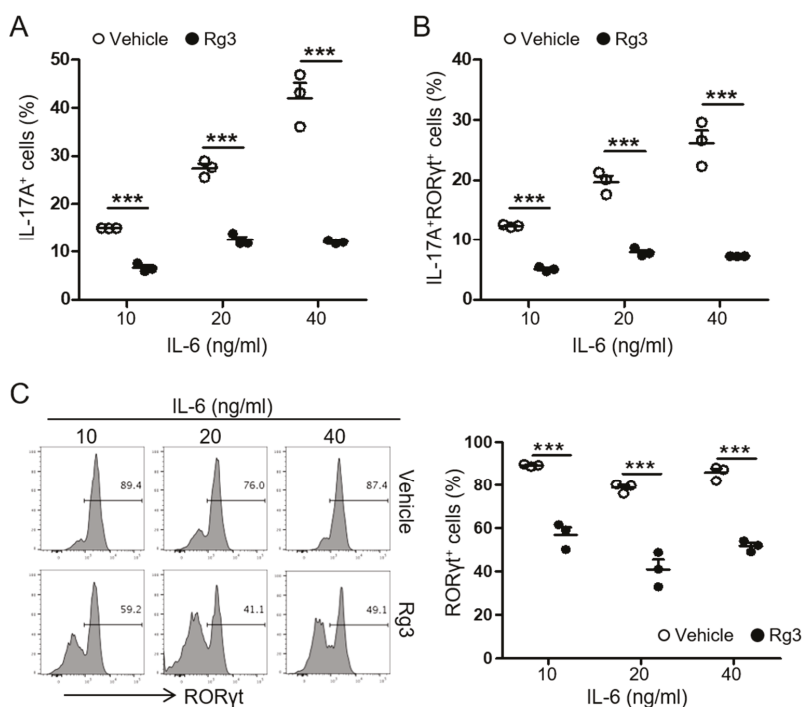 A
○ Vehicle ● Rg3
IL-17A⁺ cells (%)
50
40
30
20
10
0
***
***
***
10 20 40
IL-6 (ng/ml)
B
○ Vehicle ● Rg3
IL-17A⁺RORγt⁺ cells (%)
40
30
20
10
0
***
***
***
10 20 40
IL-6 (ng/ml)
C
IL-6 (ng/ml)
10 20 40
89.4 76.0 87.4
Vehicle
59.2 41.1 49.1
Rg3
RORγt
RORγt⁺ cells (%)
100
80
60
40
20
0
***
***
***
○ Vehicle ● Rg3
10 20 40
IL-6 (ng/ml)